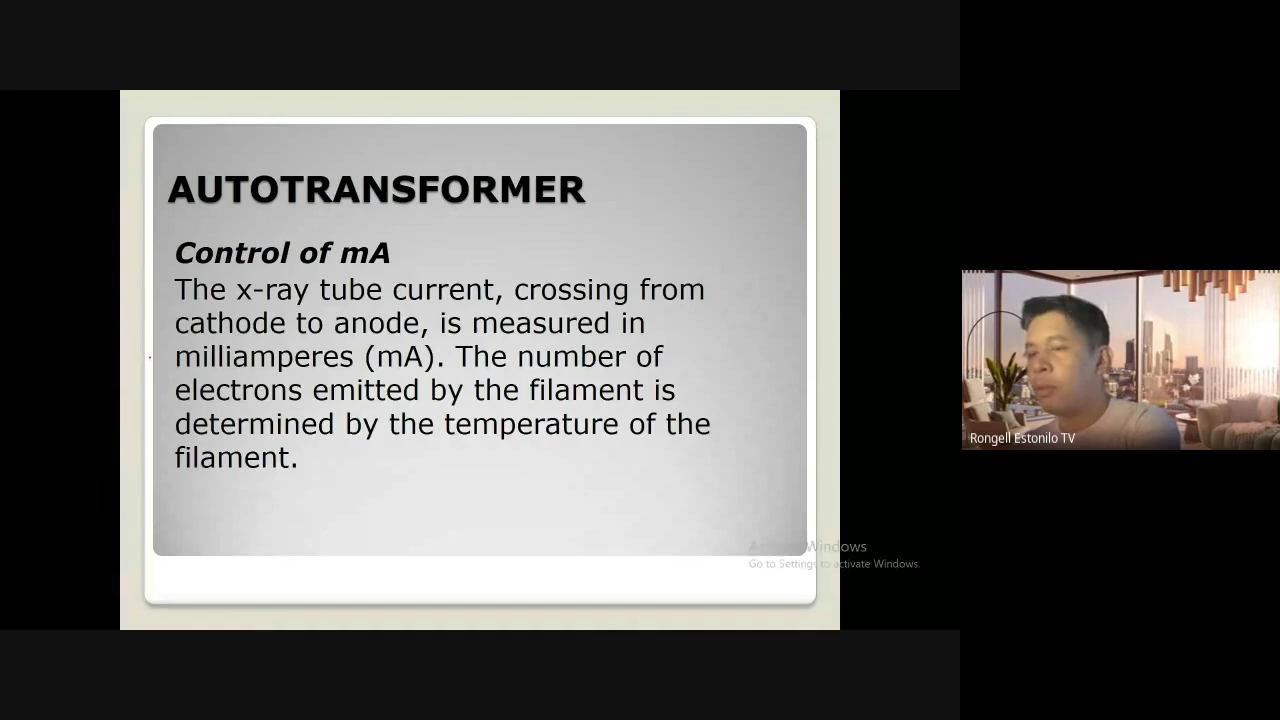 AUTOTRANSFORMER
Control of mA
The x-ray tube current, crossing from
cathode to anode, is measured in
milliamperes (mA). The number of
electrons emitted by the filament is
determined by the temperature of the
filament.
Activate Windows
Go to Settings to activate Windows.
Rongell Estonilo TV